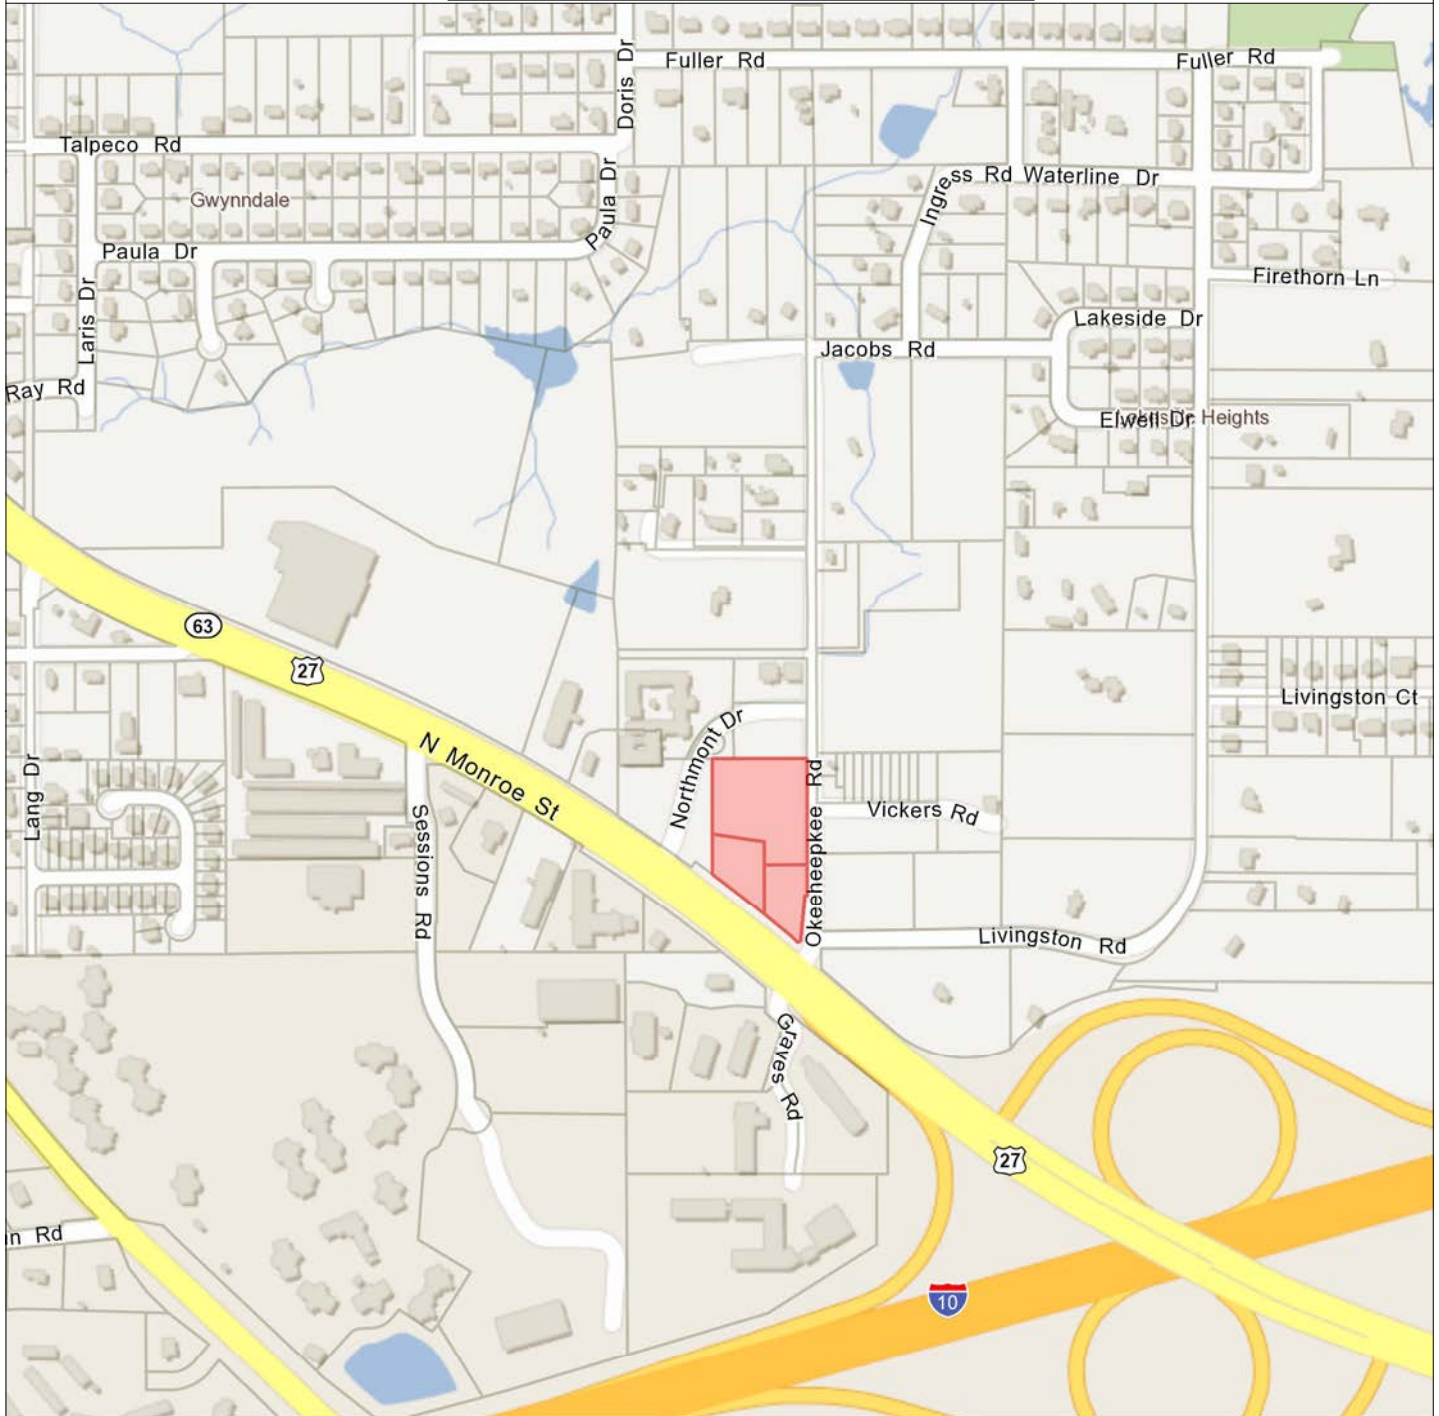 Fuller Rd
Fuller Rd
Doris Dr
Talpeco Rd
Gwynndale
Paula Dr
Ingress Rd
Waterline Dr
Paula Dr
Firethorn Ln
Laris Dr
Lakeside Dr
Jacobs Rd
Ray Rd
Elwell Dr
Heights
63
27
Livingston Ct
N Monroe St
Northmont Dr
Okeeheepkee Rd
Lang Dr
Sessions Rd
Vickers Rd
Livingston Rd
Graves Rd
27
in Rd
10